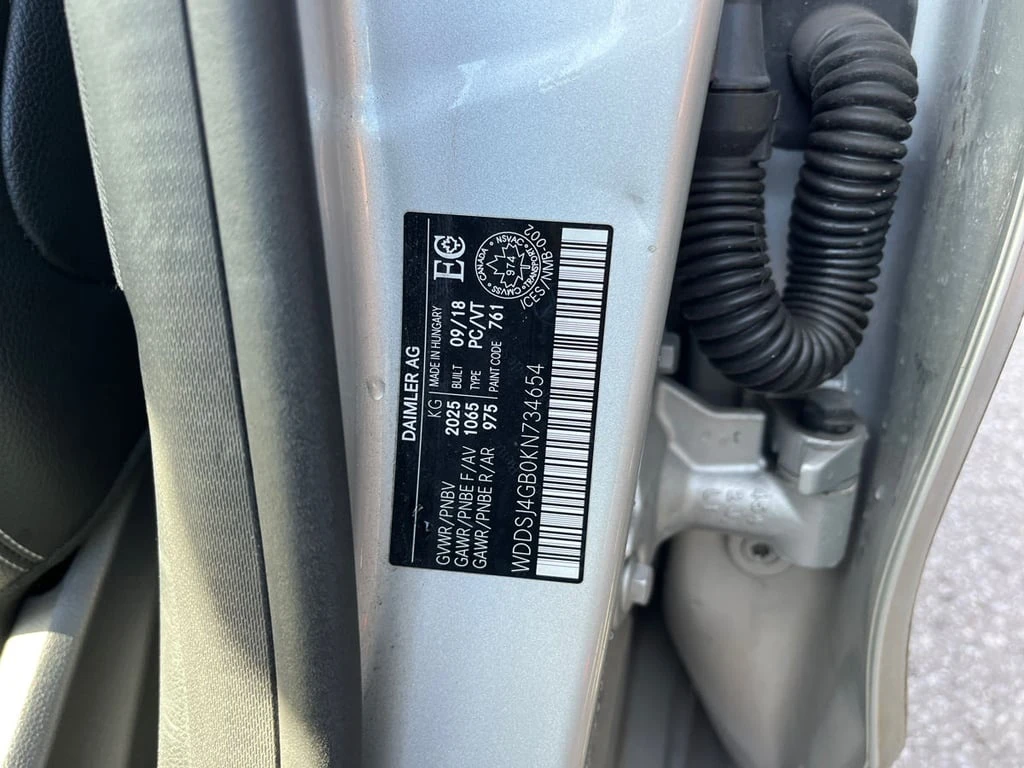 DAIMLER AG
KG MADE IN HUNGARY
GVWR/PNBV 2025 BUILT 09/18
GAWR/PNBE F/AV 1065 TYPE PC/VT
GAWR/PNBE R/AR 975 PAINT CODE 761
EC
CANADA • NSVAC • TRANSPORT • CMVSS
974
ICES/NMB-002
WDDSJ4GB0KN734654